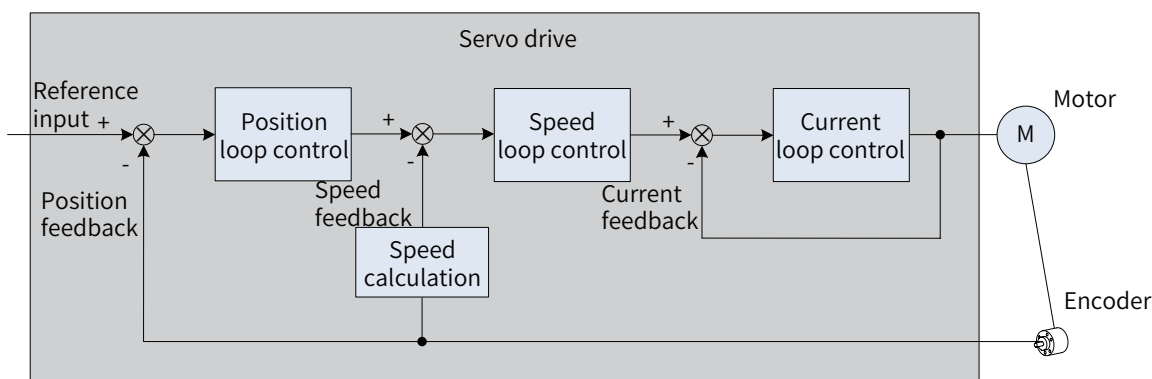 Servo drive
Reference
input
+
-
Position
loop control
+
-
Speed
loop control
+
-
Current
loop control
Motor
M
Position
feedback
Speed
feedback
Current
feedback
Speed
calculation
Encoder